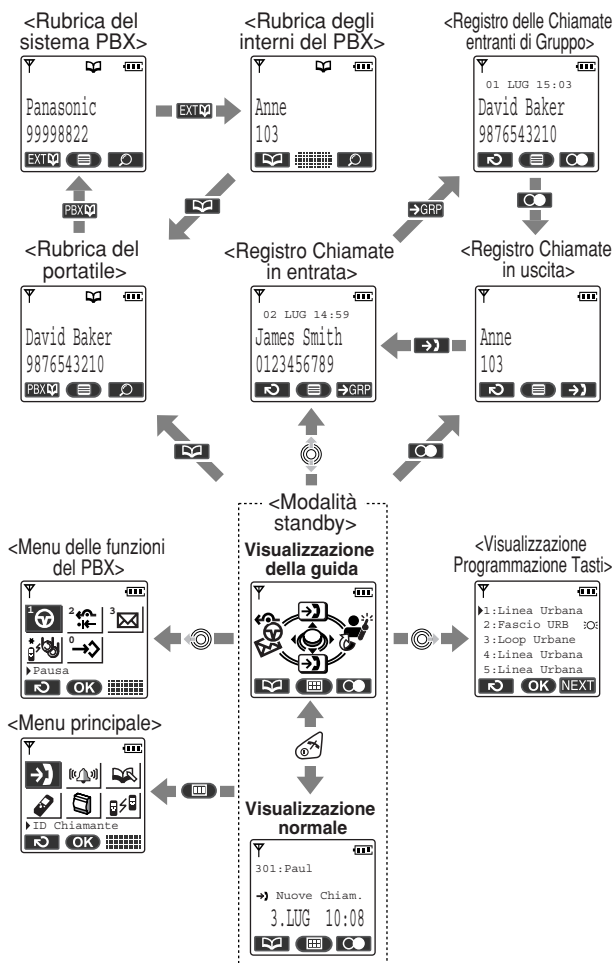 <Rubrica del
sistema PBX>
Panasonic
99998822
EXT
EXT
<Rubrica degli
interni del PBX>
Anne
103
<Registro delle Chiamate
entranti di Gruppo>
01 LUG 15:03
David Baker
9876543210
PBX
GRP
<Rubrica del
portatile>
David Baker
9876543210
PBX
<Registro Chiamate
in entrata>
02 LUG 14:59
James Smith
0123456789
GRP
<Registro Chiamate
in uscita>
Anne
103
<Modalità
standby>
<Menu delle funzioni
del PBX>
1
2
3
*
0
Pausa
OK
Visualizzazione
della guida
<Visualizzazione
Programmazione Tasti>
1:Linea Urbana
2:Fascio URB
3:Loop Urbane
4:Linea Urbana
5:Linea Urbana
OK
NEXT
<Menu principale>
ID Chiamante
OK
Visualizzazione
normale
301:Paul
Nuove Chiam.
3.LUG 10:08